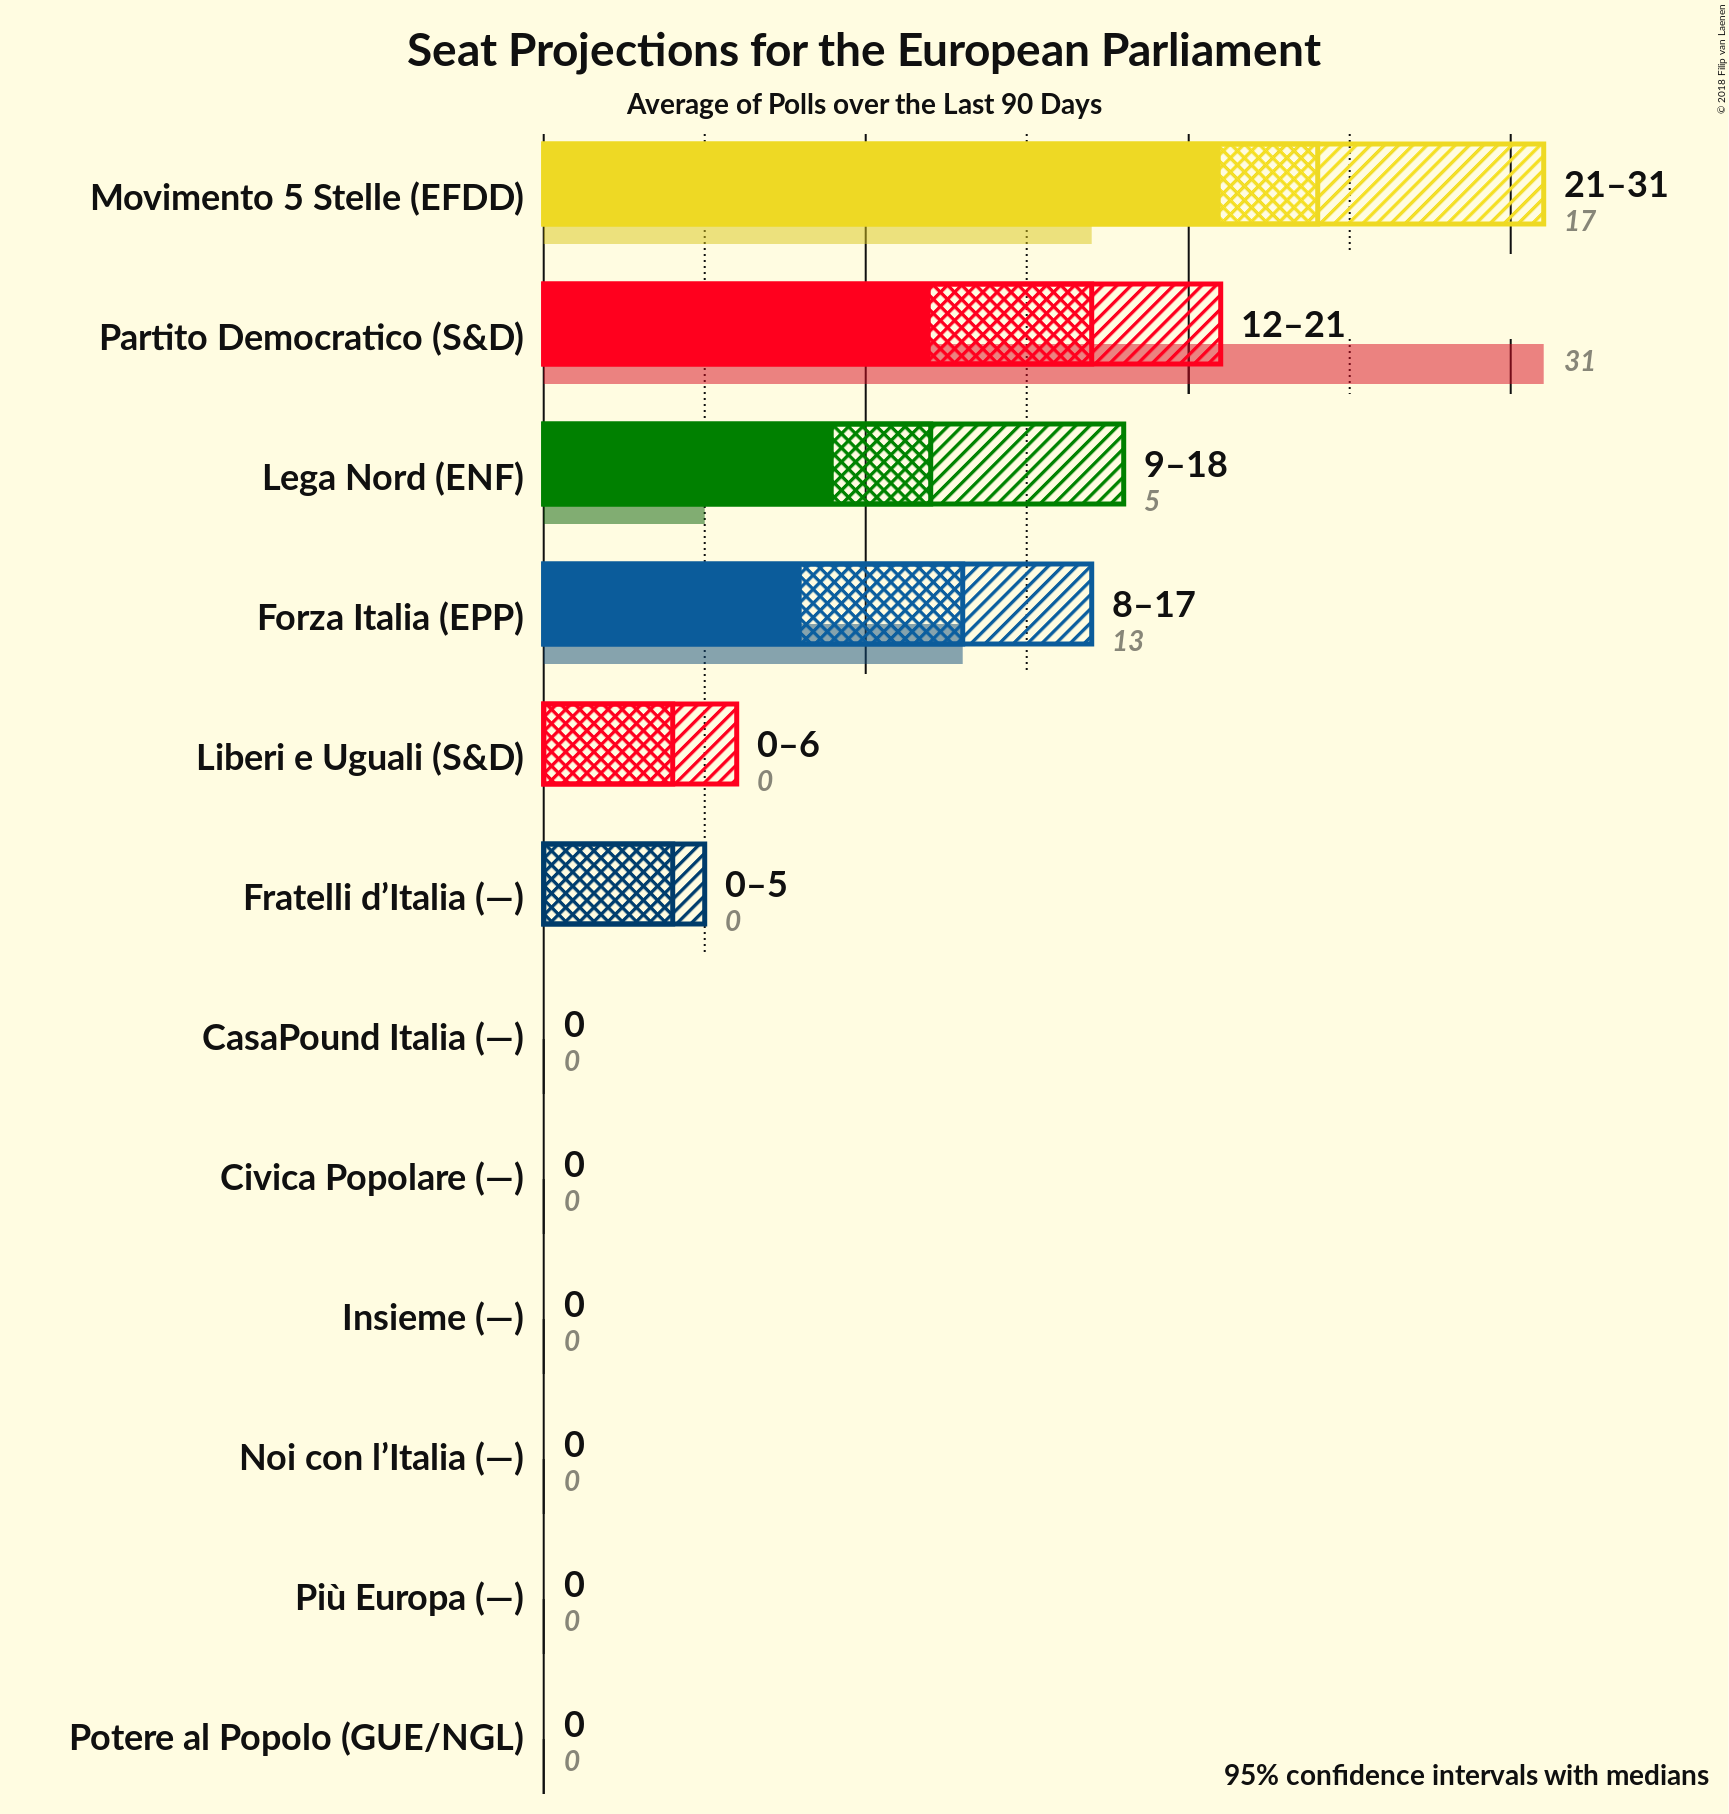 Seat Projections for the European Parliament
Average of Polls over the Last 90 Days
© 2018 Filip van Laenen
Movimento 5 Stelle (EFDD)
21–31
17
Partito Democratico (S&D)
12–21
31
Lega Nord (ENF)
9–18
5
Forza Italia (EPP)
8–17
13
Liberi e Uguali (S&D)
0–6
0
Fratelli d’Italia (—)
0–5
0
CasaPound Italia (—)
0
0
Civica Popolare (—)
0
0
Insieme (—)
0
0
Noi con l’Italia (—)
0
0
Più Europa (—)
0
0
Potere al Popolo (GUE/NGL)
0
0
95% confidence intervals with medians